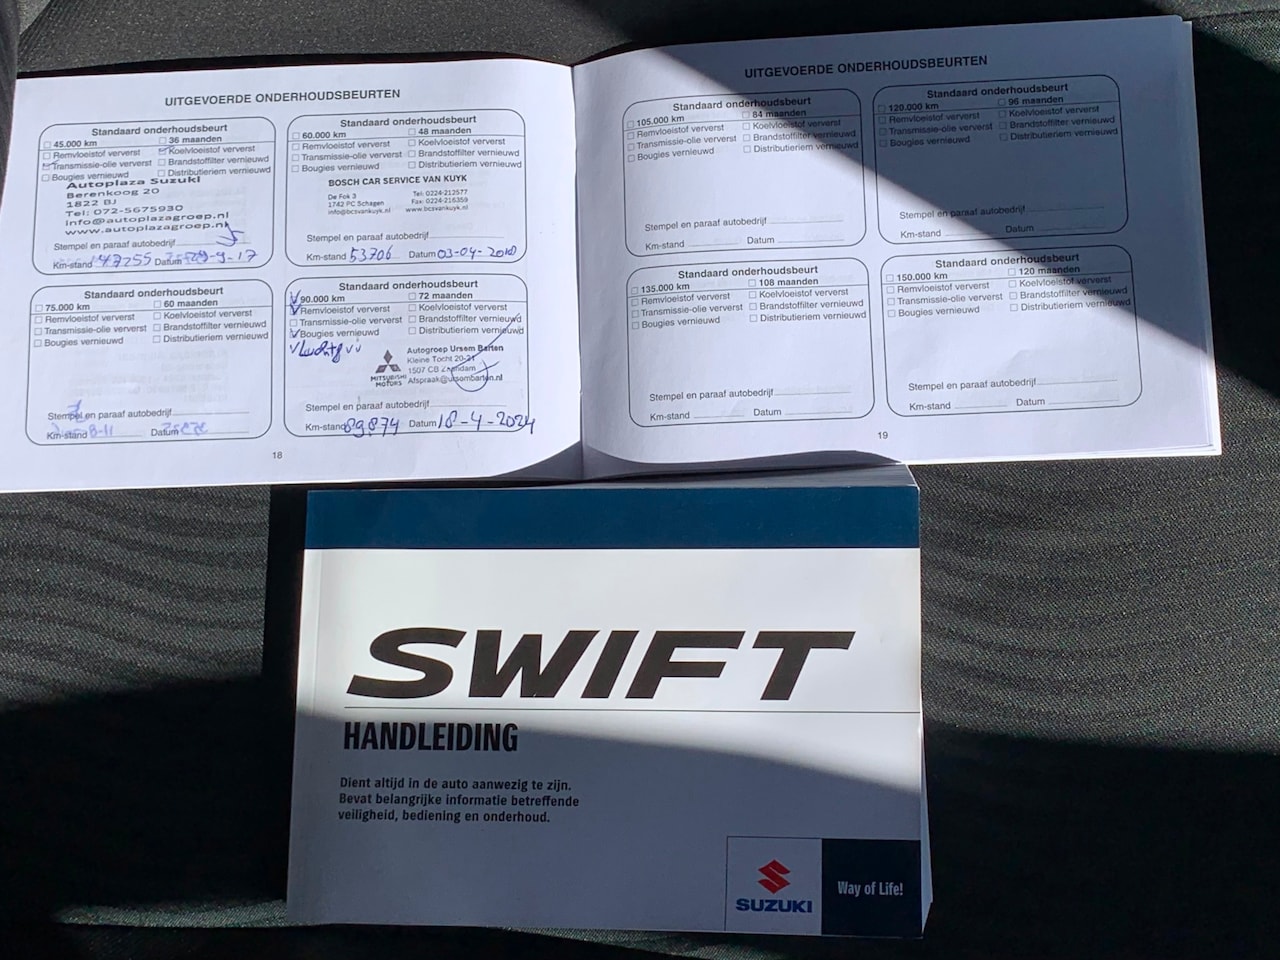 UITGEVOERDE ONDERHOUDSBEURTEN
Standaard onderhoudsbeurt
45.000 km 36 maanden
Remvloeistof ververst Koelvloeistof ververst
Transmissie-olie ververst Brandstoffilter vernieuwd
Bougies vernieuwd Distributieriem vernieuwd
Autoplaza Suzuki
Berenkoog 20
1822 BJ
Tel: 072-5675930
info@autoplazagroep.nl
www.autoplazagroep.nl
Stempel en paraaf autobedrijf
Km-stand 47255 Datum 29-9-17
Standaard onderhoudsbeurt
60.000 km 48 maanden
Remvloeistof ververst Koelvloeistof ververst
Transmissie-olie ververst Brandstoffilter vernieuwd
Bougies vernieuwd Distributieriem vernieuwd
BOSCH CAR SERVICE VAN KUYK
De Fok 3 Tel: 0224-212577
1742 PC Schagen Fax: 0224-216359
info@bcsvankuyk.nl www.bcsvankuyk.nl
Stempel en paraaf autobedrijf
Km-stand 53706 Datum 03-04-2018
Standaard onderhoudsbeurt
75.000 km 60 maanden
Remvloeistof ververst Koelvloeistof ververst
Transmissie-olie ververst Brandstoffilter vernieuwd
Bougies vernieuwd Distributieriem vernieuwd
Stempel en paraaf autobedrijf
Km-stand Datum
Standaard onderhoudsbeurt
90.000 km 72 maanden
Remvloeistof ververst Koelvloeistof ververst
Transmissie-olie ververst Brandstoffilter vernieuwd
Bougies vernieuwd Distributieriem vernieuwd
MITSUBISHI
MOTORS
Autogroep Ursem Barten
Kleine Tocht 20-21
1507 CB Zaandam
Afspraak@ursembarten.nl
Stempel en paraaf autobedrijf
Km-stand 89874 Datum 18-4-2024
18
UITGEVOERDE ONDERHOUDSBEURTEN
Standaard onderhoudsbeurt
105.000 km 84 maanden
Remvloeistof ververst Koelvloeistof ververst
Transmissie-olie ververst Brandstoffilter vernieuwd
Bougies vernieuwd Distributieriem vernieuwd
Stempel en paraaf autobedrijf
Km-stand Datum
Standaard onderhoudsbeurt
120.000 km 96 maanden
Remvloeistof ververst Koelvloeistof ververst
Transmissie-olie ververst Brandstoffilter vernieuwd
Bougies vernieuwd Distributieriem vernieuwd
Stempel en paraaf autobedrijf
Km-stand Datum
Standaard onderhoudsbeurt
135.000 km 108 maanden
Remvloeistof ververst Koelvloeistof ververst
Transmissie-olie ververst Brandstoffilter vernieuwd
Bougies vernieuwd Distributieriem vernieuwd
Stempel en paraaf autobedrijf
Km-stand Datum
Standaard onderhoudsbeurt
150.000 km 120 maanden
Remvloeistof ververst Koelvloeistof ververst
Transmissie-olie ververst Brandstoffilter vernieuwd
Bougies vernieuwd Distributieriem vernieuwd
Stempel en paraaf autobedrijf
Km-stand Datum
19
SWIFT
HANDLEIDING
Dient altijd in de auto aanwezig te zijn.
Bevat belangrijke informatie betreffende
veiligheid, bediening en onderhoud.
SUZUKI
Way of Life!